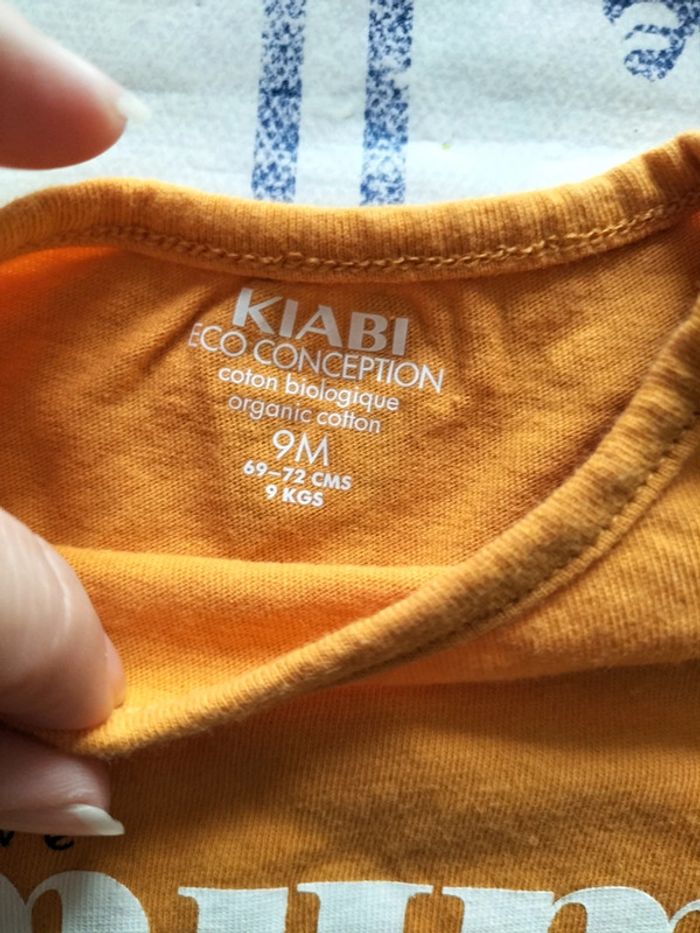 KIABI
ECO CONCEPTION
coton biologique
organic cotton
9M
69-72 CMS
9 KGS